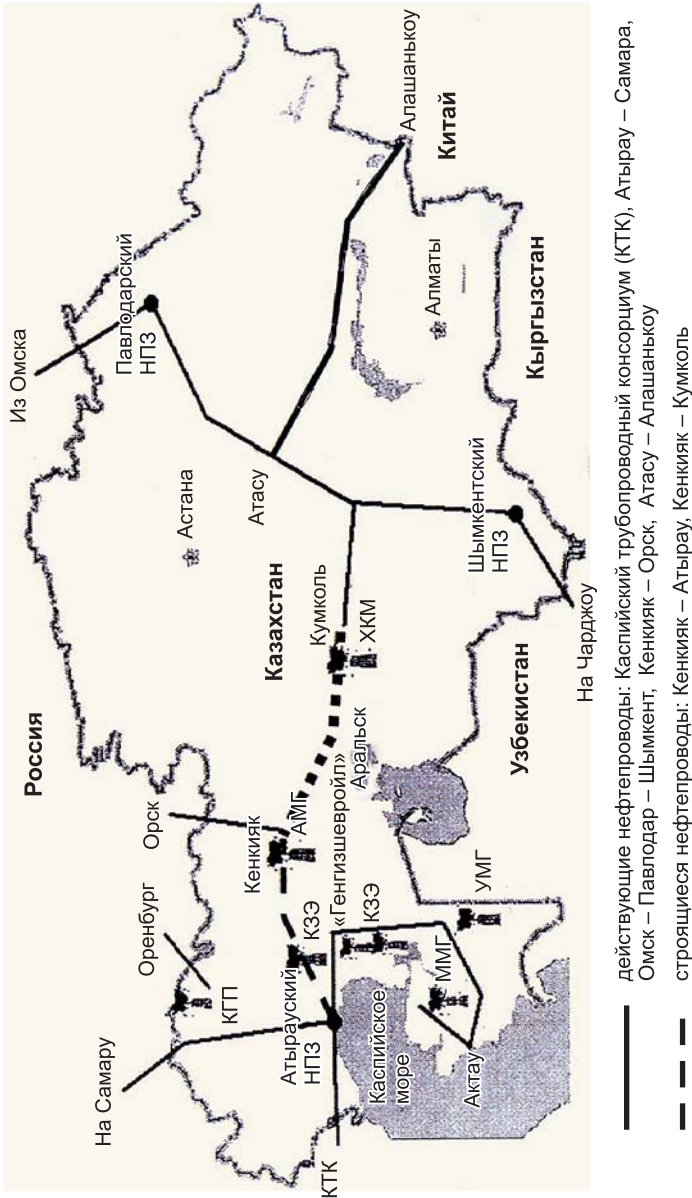 Россия
Из Омска
Павлодарский
НПЗ
Орск
Оренбург
На Самару
Астана
Атасу
Казахстан
Алашанькоу
Китай
Кенкияк
АМГ
КГП
КЗЭ
Кумколь
ХКМ
Аральск
«Генгизшевройл»
КЗЭ
Атырауский
НПЗ
КТК
Каспийское
море
Алматы
Шымкентский
НПЗ
Кыргызстан
Узбекистан
УМГ
ММГ
Актау
На Чарджоу
действующие нефтепроводы: Каспийский трубопроводный консорциум (КТК), Атырау – Самара,
Омск – Павлодар – Шымкент, Кенкияк – Орск, Атасу – Алашанькоу
строящиеся нефтепроводы: Кенкияк – Атырау, Кенкияк – Кумколь